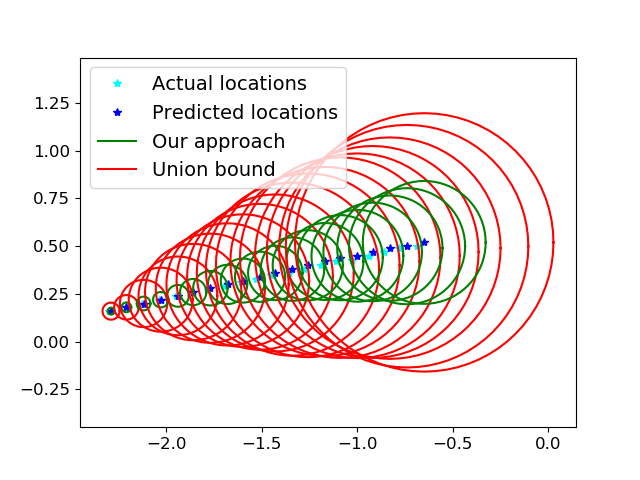 Actual locations
Predicted locations
Our approach
Union bound
1.25
1.00
0.75
0.50
0.25
0.00
−0.25
−2.0 −1.5 −1.0 −0.5 0.0